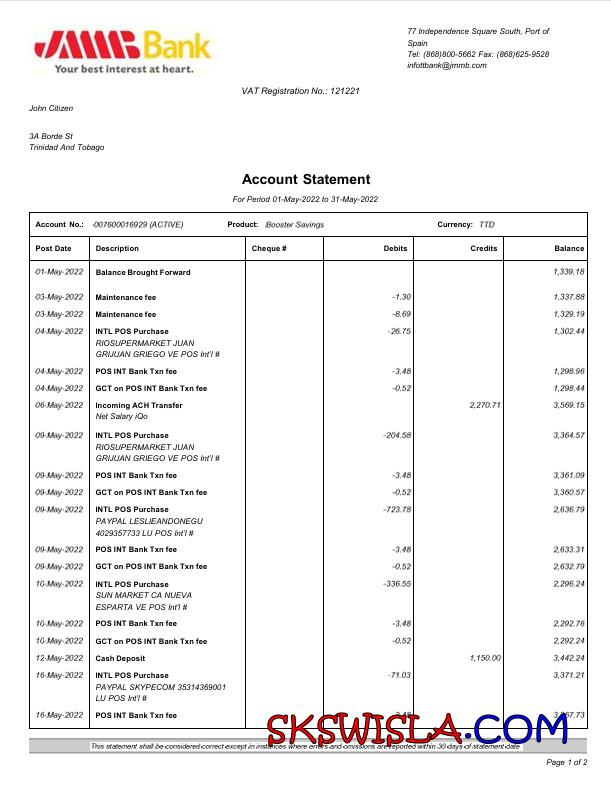 JMMB Bank
Your best interest at heart.
77 Independence Square South, Port of
Spain
Tel: (868)800-5662 Fax: (868)625-9528
infottbank@jmmb.com
VAT Registration No.: 121221
John Citizen
3A Borde St
Trinidad And Tobago
Account Statement
For Period 01-May-2022 to 31-May-2022
Account No.: 007600016929 (ACTIVE) Product: Booster Savings Currency: TTD
Post Date Description Cheque # Debits Credits Balance
01-May-2022 Balance Brought Forward 1,339.18
03-May-2022 Maintenance fee -1.30 1,337.88
03-May-2022 Maintenance fee -8.69 1,329.19
04-May-2022 INTL POS Purchase -26.75 1,302.44
RIOSUPERMARKET JUAN
GRIJUAN GRIEGO VE POS Int'l #
04-May-2022 POS INT Bank Txn fee -3.48 1,298.96
04-May-2022 GCT on POS INT Bank Txn fee -0.52 1,298.44
06-May-2022 Incoming ACH Transfer 2,270.71 3,569.15
Net Salary iQo
09-May-2022 INTL POS Purchase -204.58 3,364.57
RIOSUPERMARKET JUAN
GRIJUAN GRIEGO VE POS Int'l #
09-May-2022 POS INT Bank Txn fee -3.48 3,361.09
09-May-2022 GCT on POS INT Bank Txn fee -0.52 3,360.57
09-May-2022 INTL POS Purchase -723.78 2,636.79
PAYPAL LESLIEANDONEGU
4029357733 LU POS Int'l #
09-May-2022 POS INT Bank Txn fee -3.48 2,633.31
09-May-2022 GCT on POS INT Bank Txn fee -0.52 2,632.79
10-May-2022 INTL POS Purchase -336.55 2,296.24
SUN MARKET CA NUEVA
ESPARTA VE POS Int'l #
10-May-2022 POS INT Bank Txn fee -3.48 2,292.76
10-May-2022 GCT on POS INT Bank Txn fee -0.52 2,292.24
12-May-2022 Cash Deposit 1,150.00 3,442.24
16-May-2022 INTL POS Purchase -71.03 3,371.21
PAYPAL SKYPECOM 35314369001
LU POS Int'l #
16-May-2022 POS INT Bank Txn fee
SKSWISLA.COM
This statement shall be considered correct except in instances where errors and omissions are reported within 30 days of statement date
Page 1 of 2